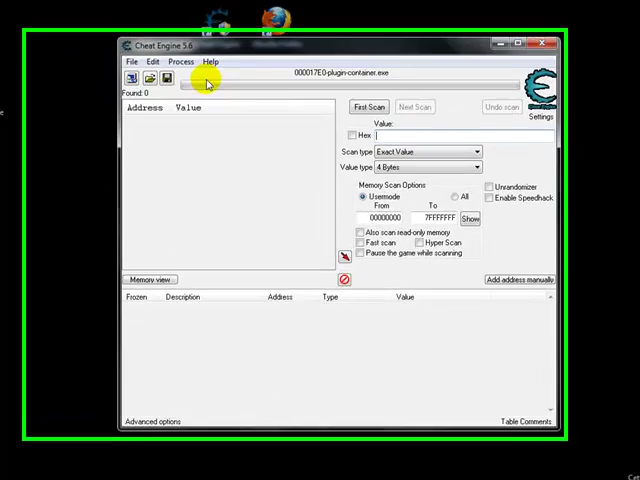 Cheat Engine 5.6
File Edit Process Help
000017E0-plugin-container.exe
Found: 0
Address Value
First Scan Next Scan Undo scan
Settings
Value:
Hex
Scan type Exact Value
Value type 4 Bytes
Memory Scan Options
Usermode All
From To
00000000 7FFFFFFF Show
Unrandomizer
Enable Speedhack
Also scan read-only memory
Fast scan Hyper Scan
Pause the game while scanning
Memory view Add address manually
Frozen Description Address Type Value
Advanced options Table Comments